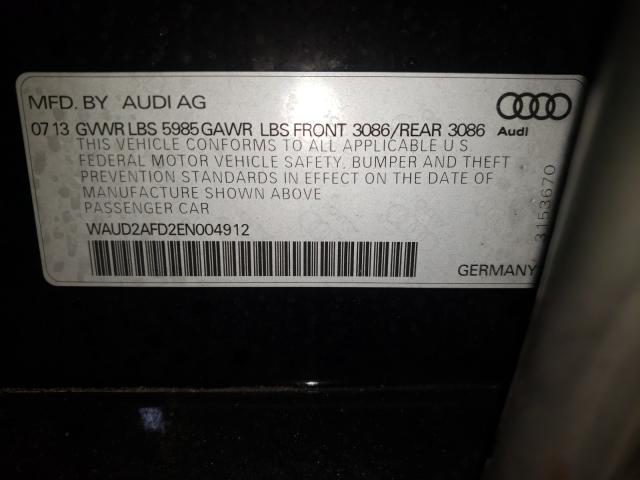 MFD. BY AUDI AG
07 13 GVWR LBS 5985 GAWR LBS FRONT 3086/REAR 3086
Audi
THIS VEHICLE CONFORMS TO ALL APPLICABLE U S
FEDERAL MOTOR VEHICLE SAFETY, BUMPER AND THEFT
PREVENTION STANDARDS IN EFFECT ON THE DATE OF
MANUFACTURE SHOWN ABOVE
PASSENGER CAR
WAUD2AFD2EN004912
GERMANY
3153670